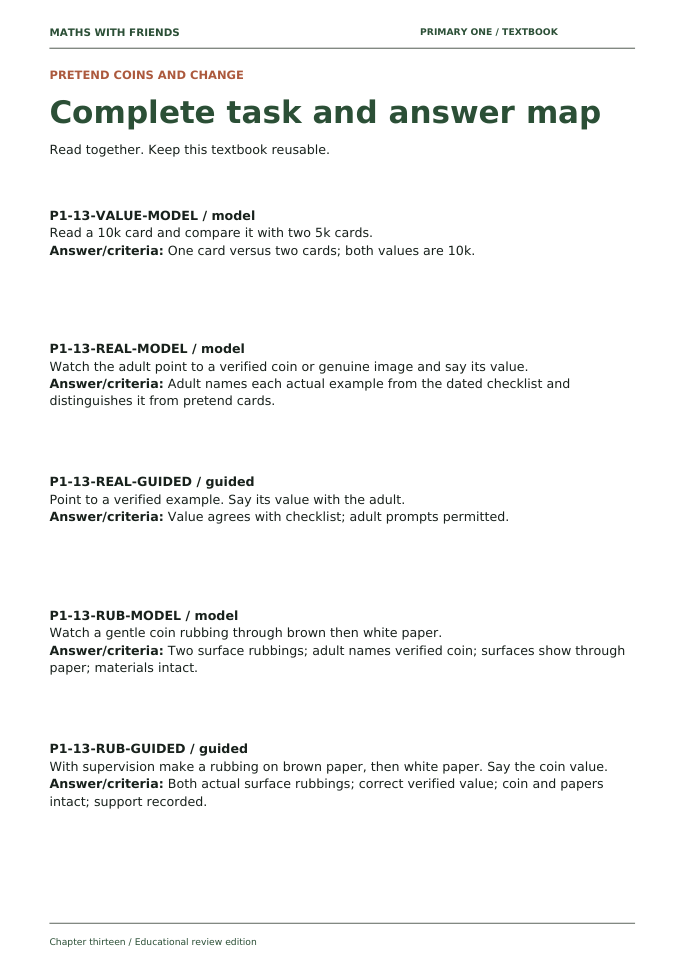 MATHS WITH FRIENDS
PRIMARY ONE / TEXTBOOK
PRETEND COINS AND CHANGE
Complete task and answer map
Read together. Keep this textbook reusable.
P1-13-VALUE-MODEL / model
Read a 10k card and compare it with two 5k cards.
Answer/criteria: One card versus two cards; both values are 10k.
P1-13-REAL-MODEL / model
Watch the adult point to a verified coin or genuine image and say its value.
Answer/criteria: Adult names each actual example from the dated checklist and
distinguishes it from pretend cards.
P1-13-REAL-GUIDED / guided
Point to a verified example. Say its value with the adult.
Answer/criteria: Value agrees with checklist; adult prompts permitted.
P1-13-RUB-MODEL / model
Watch a gentle coin rubbing through brown then white paper.
Answer/criteria: Two surface rubbings; adult names verified coin; surfaces show through
paper; materials intact.
P1-13-RUB-GUIDED / guided
With supervision make a rubbing on brown paper, then white paper. Say the coin value.
Answer/criteria: Both actual surface rubbings; correct verified value; coin and papers
intact; support recorded.
Chapter thirteen / Educational review edition